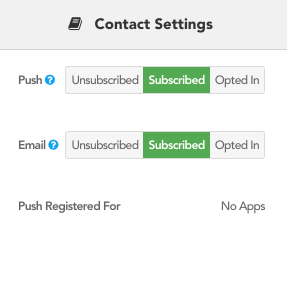 Contact Settings
Push ? Unsubscribed Subscribed Opted In
Email ? Unsubscribed Subscribed Opted In
Push Registered For No Apps